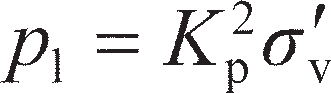 p_l = K_p^2 σ′_v